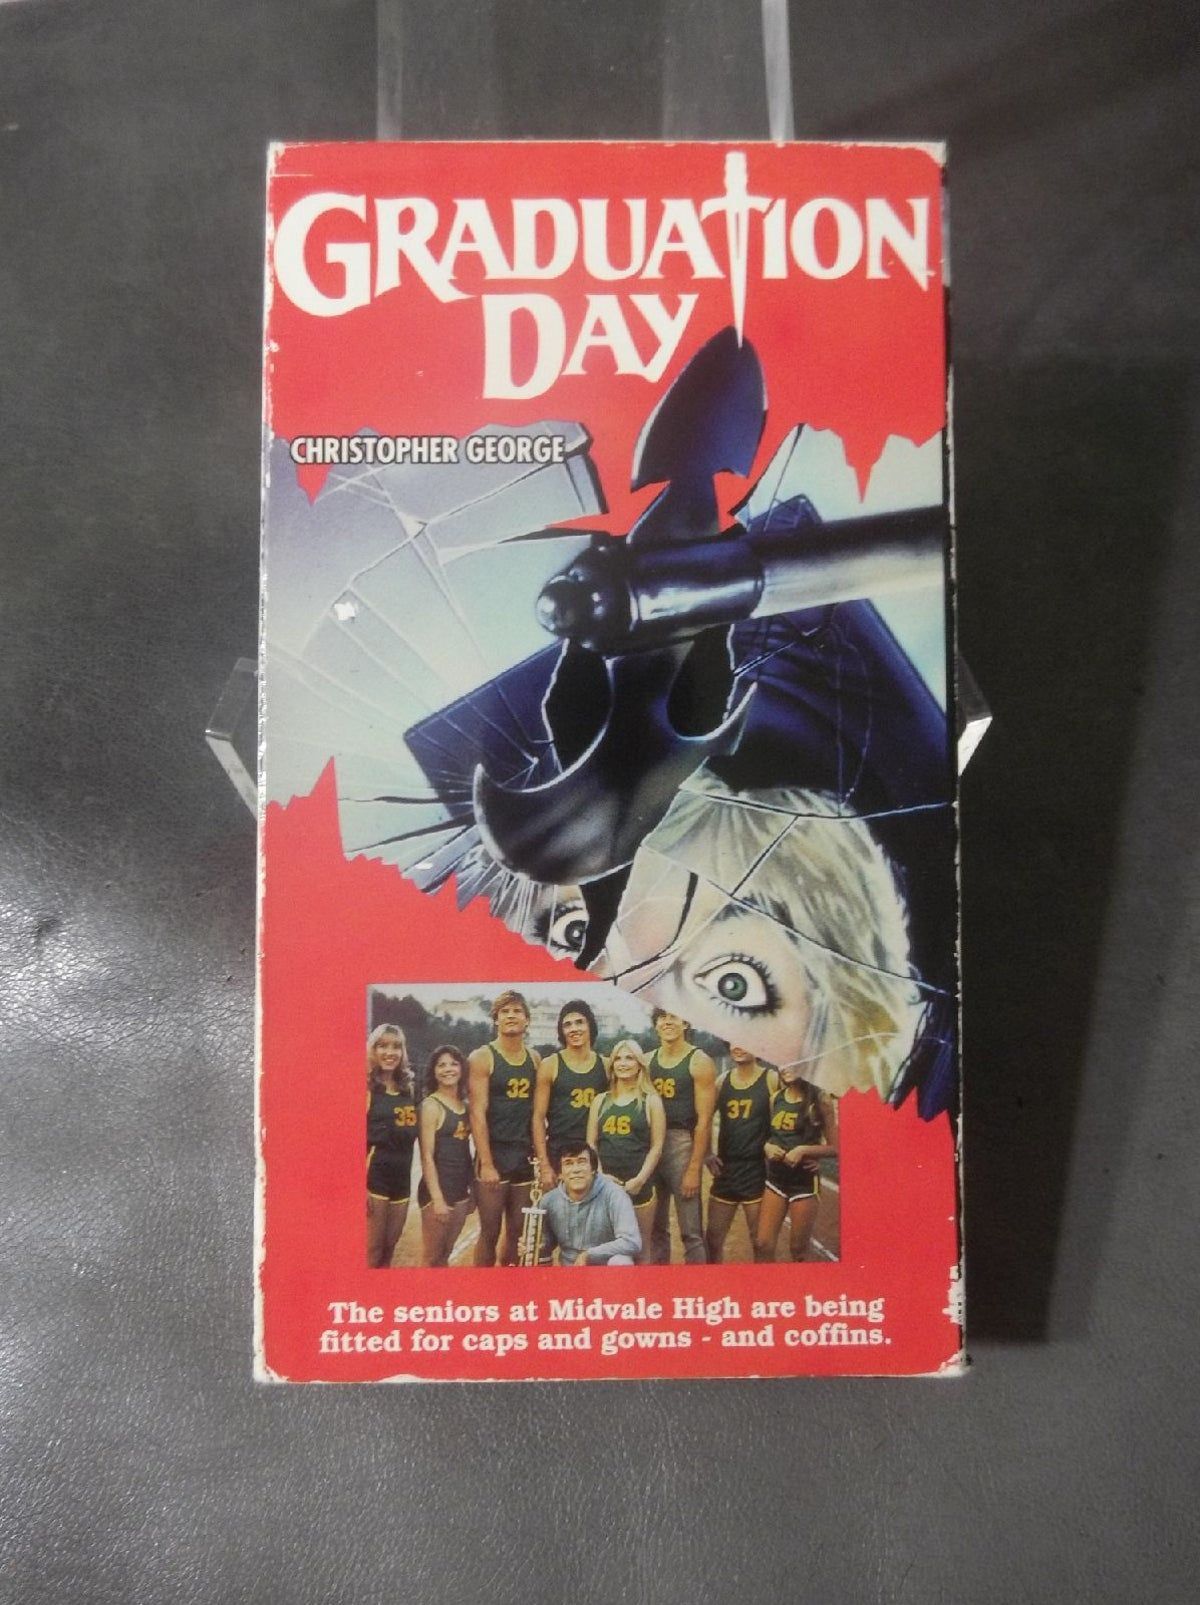 GRADUATION
DAY
CHRISTOPHER GEORGE
32
30
36
35
46
37
45
The seniors at Midvale High are being
fitted for caps and gowns - and coffins.